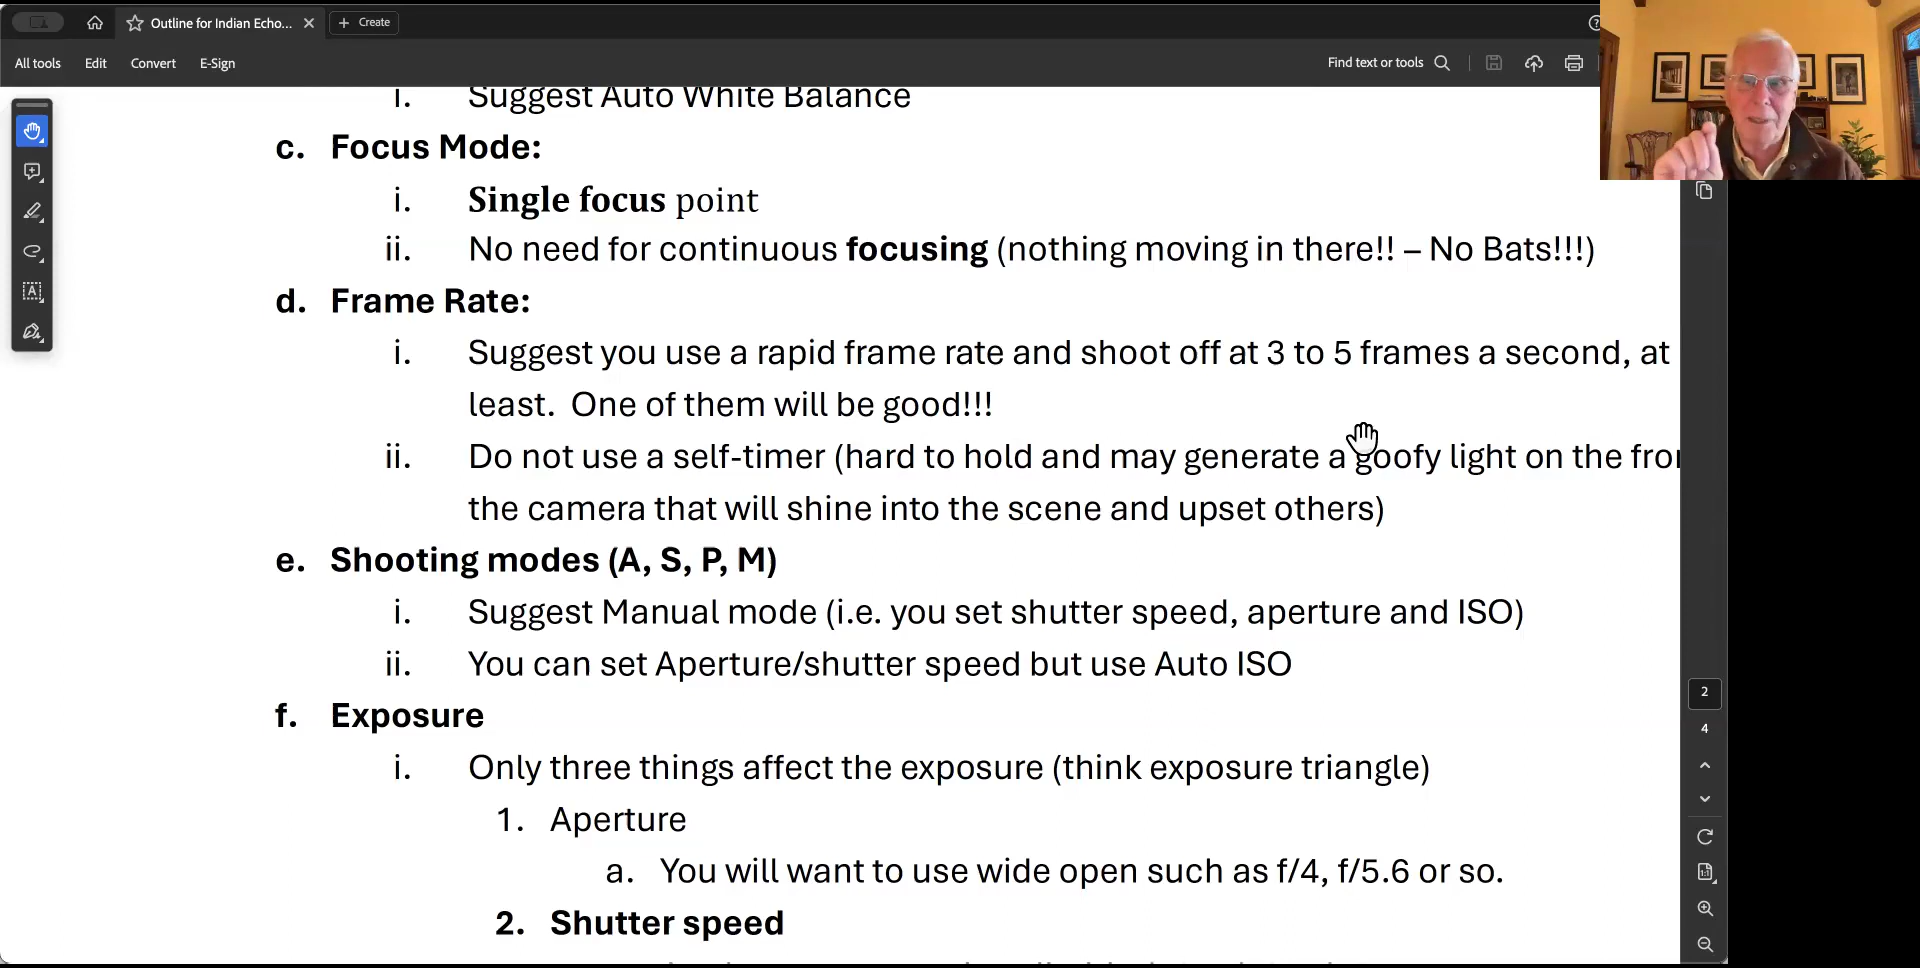 Outline for Indian Echo...
Create
All tools
Edit
Convert
E-Sign
Find text or tools
i. Suggest Auto White Balance
c. Focus Mode:
i. Single focus point
ii. No need for continuous focusing (nothing moving in there!! – No Bats!!!)
d. Frame Rate:
i. Suggest you use a rapid frame rate and shoot off at 3 to 5 frames a second, at
least. One of them will be good!!!
ii. Do not use a self-timer (hard to hold and may generate a goofy light on the
the camera that will shine into the scene and upset others)
e. Shooting modes (A, S, P, M)
i. Suggest Manual mode (i.e. you set shutter speed, aperture and ISO)
ii. You can set Aperture/shutter speed but use Auto ISO
f. Exposure
i. Only three things affect the exposure (think exposure triangle)
1. Aperture
a. You will want to use wide open such as f/4, f/5.6 or so.
2. Shutter speed
2
4